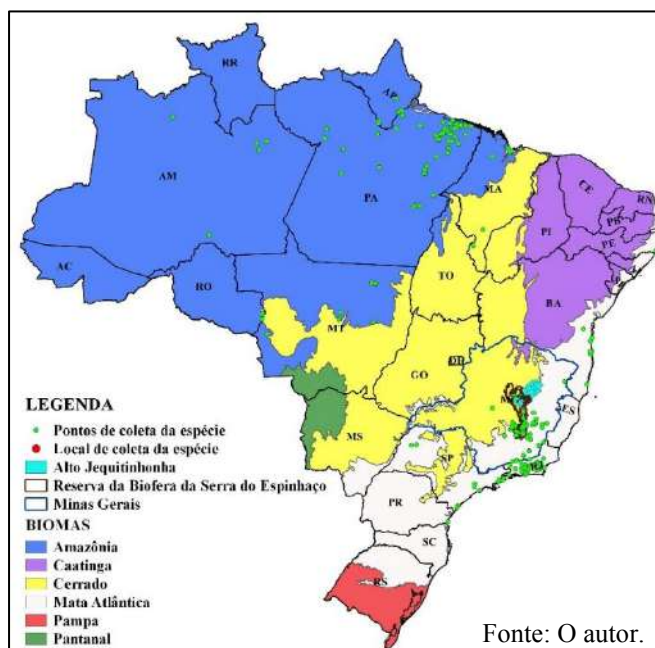 RR
AP
AM
PA
MA
CE
RN
PI
PB
PE
AC
RO
TO
BA
MT
GO
DF
ES
MS
SP
RJ
PR
SC
RS
LEGENDA
Pontos de coleta da espécie
Local de coleta da espécie
Alto Jequitinhonha
Reserva da Biofera da Serra do Espinhaço
Minas Gerais
BIOMAS
Amazônia
Caatinga
Cerrado
Mata Atlântica
Pampa
Pantanal
Fonte: O autor.